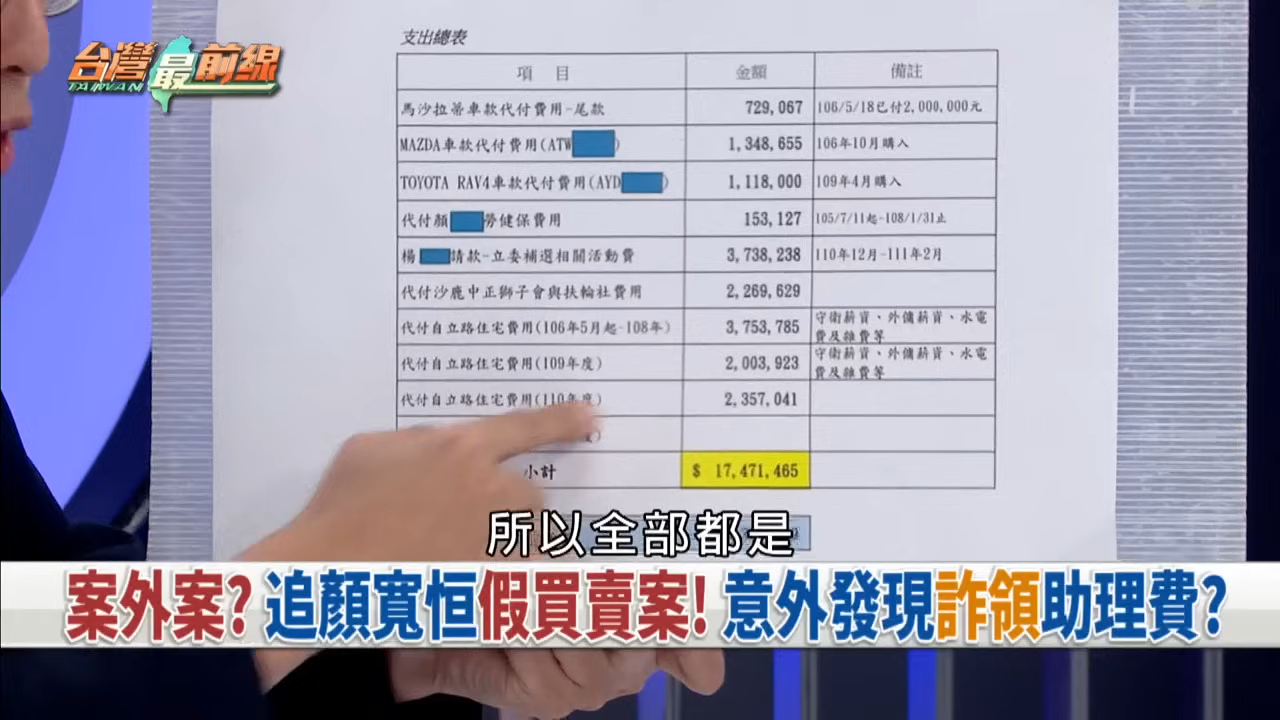 台灣最前線
TAIWAN
支出總表
項 目 金額 備註
馬沙拉蒂車款代付費用-尾款 729,067 106/5/18已付2,000,000元
MAZDA車款代付費用(ATW ) 1,348,655 106年10月購入
TOYOTA RAV4車款代付費用(AYD ) 1,118,000 109年4月購入
代付顏 勞健保費用 153,127 105/7/11起-108/1/31止
楊 請款-立委補選相關活動費 3,738,238 110年12月-111年2月
代付沙鹿中正獅子會與扶輪社費用 2,269,629
代付自立路住宅費用(106年5月起-108年) 3,753,785 守衛薪資、外傭薪資、水電
費及雜費等
代付自立路住宅費用(109年度) 2,003,923 守衛薪資、外傭薪資、水電
費及雜費等
代付自立路住宅費用(110年度) 2,357,041
小計 $ 17,471,465
所以全部都是
案外案? 追顏寬恒假買賣案! 意外發現詐領助理費?